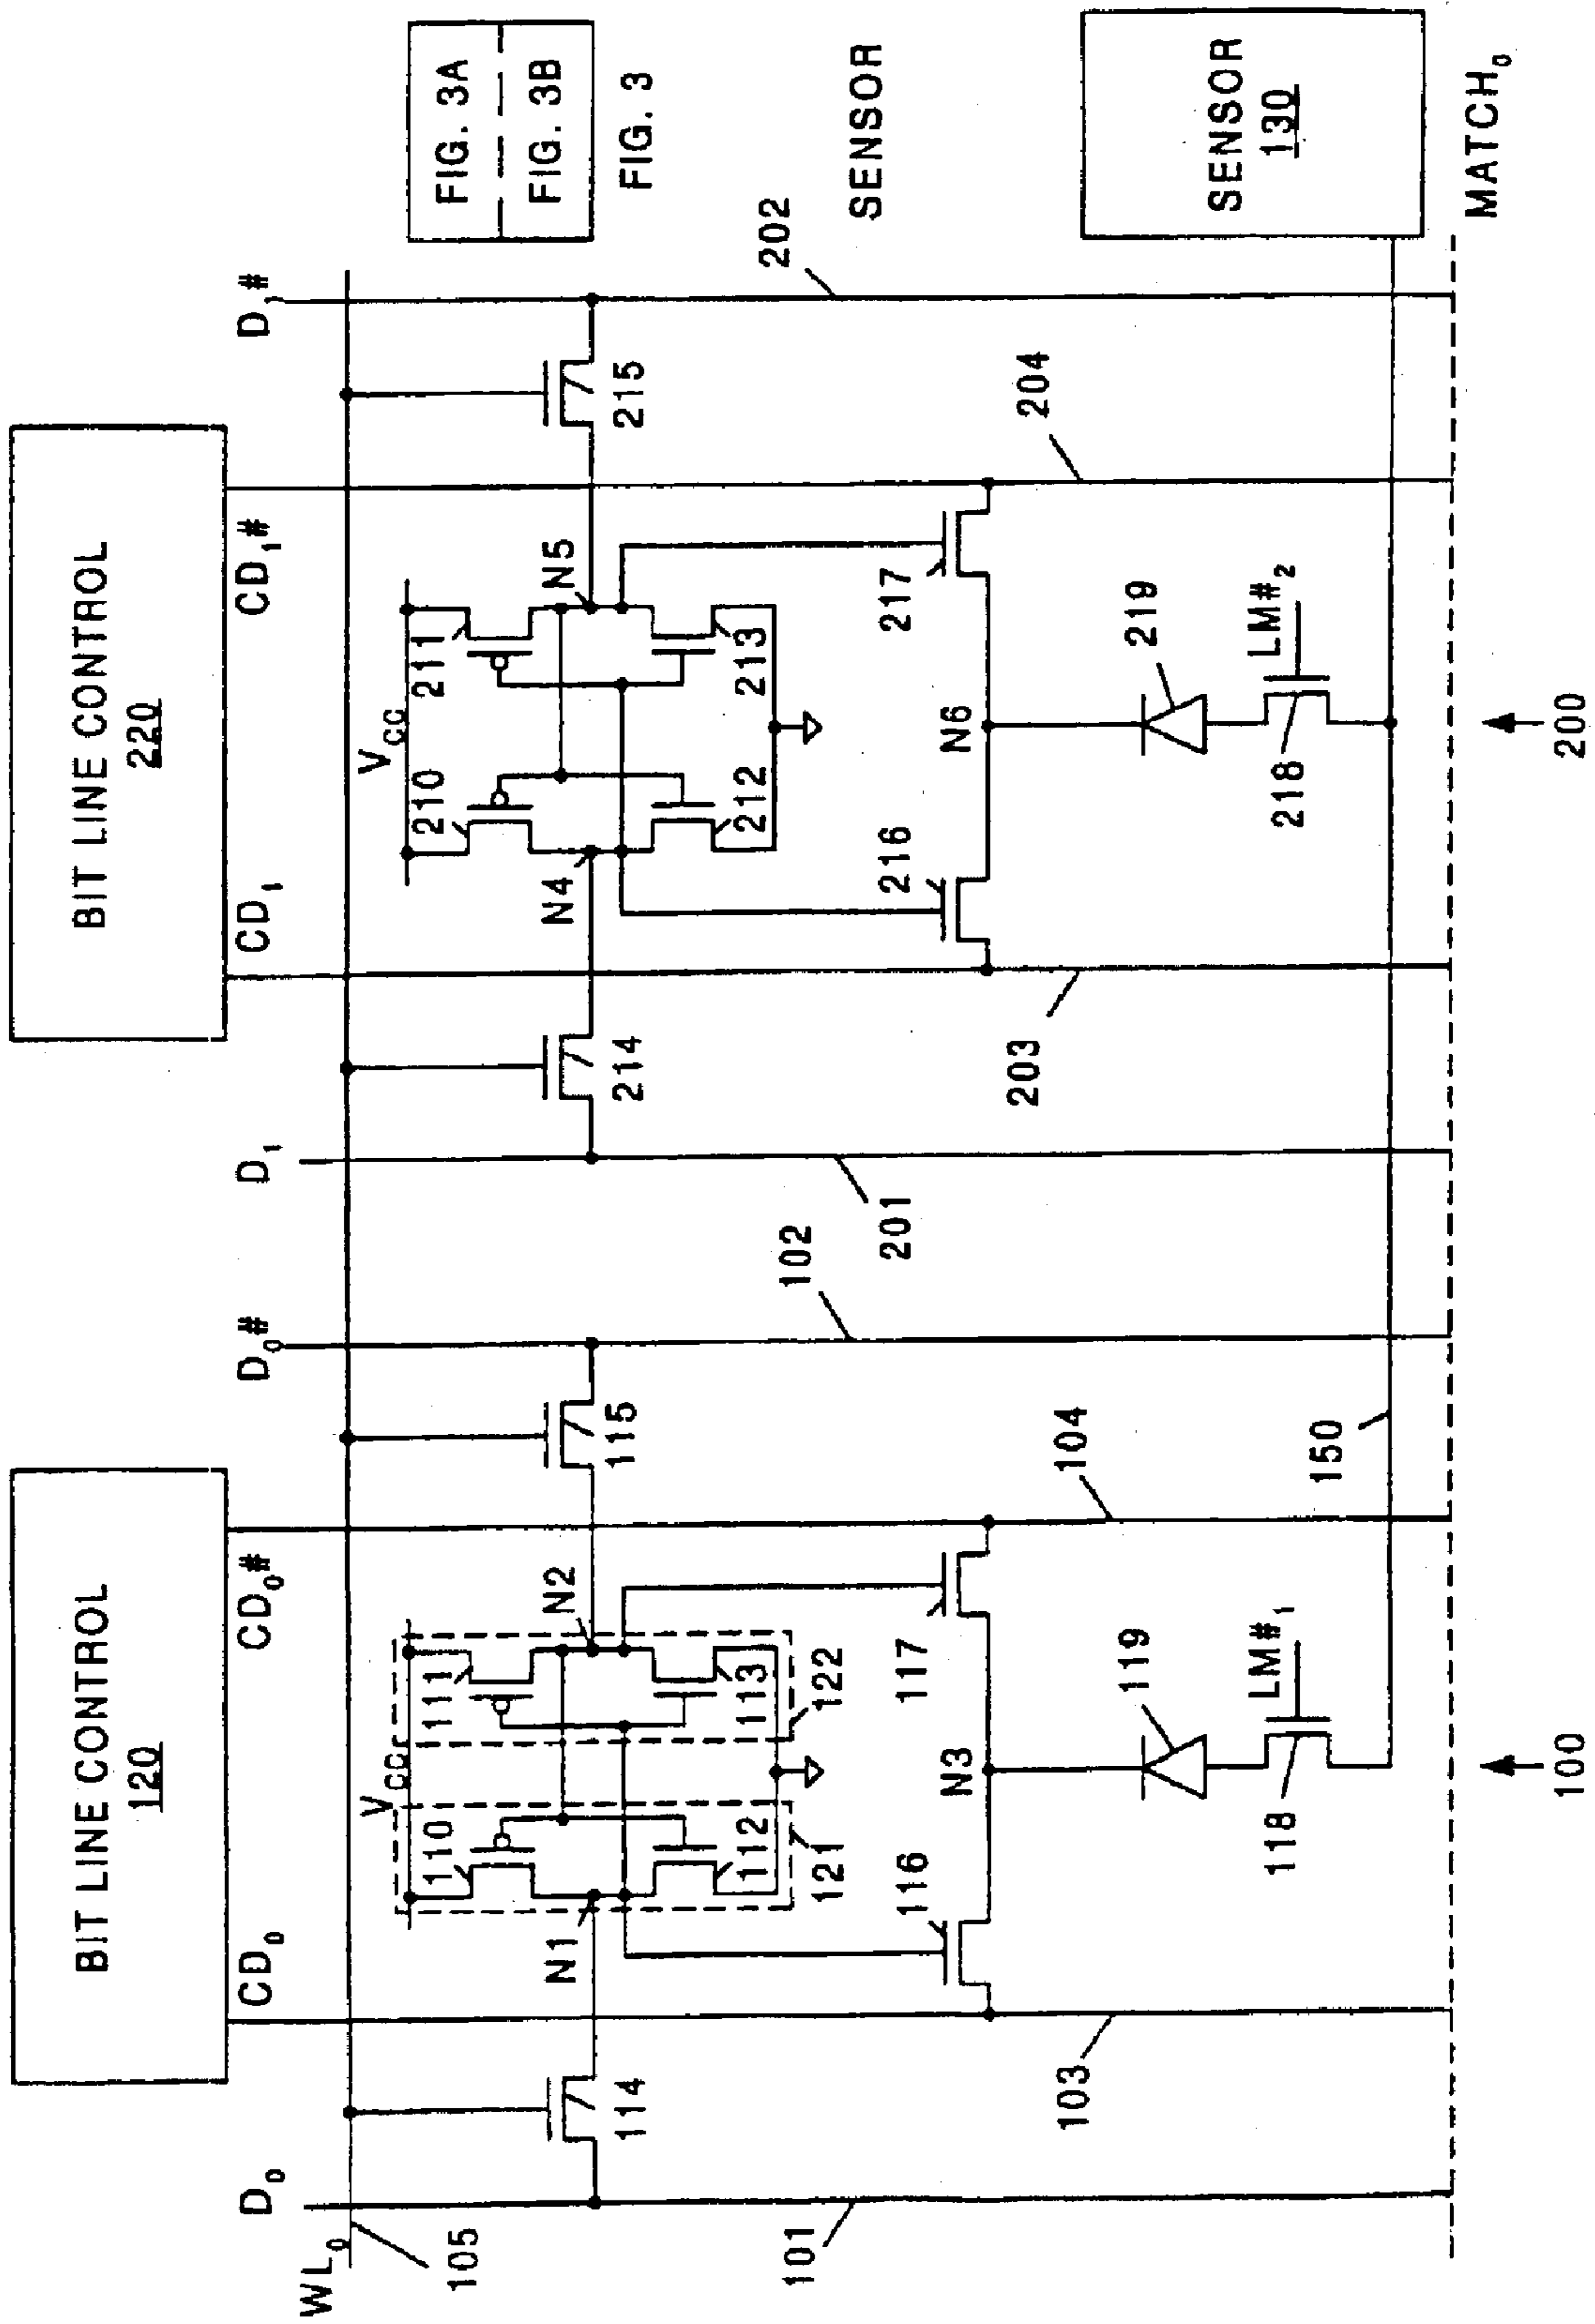 BIT LINE CONTROL
120
BIT LINE CONTROL
220
WL₀
105
D₀
CD₀
CD₀#
D₀#
D₁
CD₁
CD₁#
D₁#
FIG. 3A
FIG. 3B
FIG. 3
V_CC
110
111
112
113
121
122
N1
N2
114
115
V_CC
210
211
212
213
N4
N5
214
215
101
102
201
202
SENSOR
116
117
N3
103
104
216
217
N6
203
204
119
LM#₁
118
150
219
LM#₂
218
SENSOR
130
MATCH₀
100
200